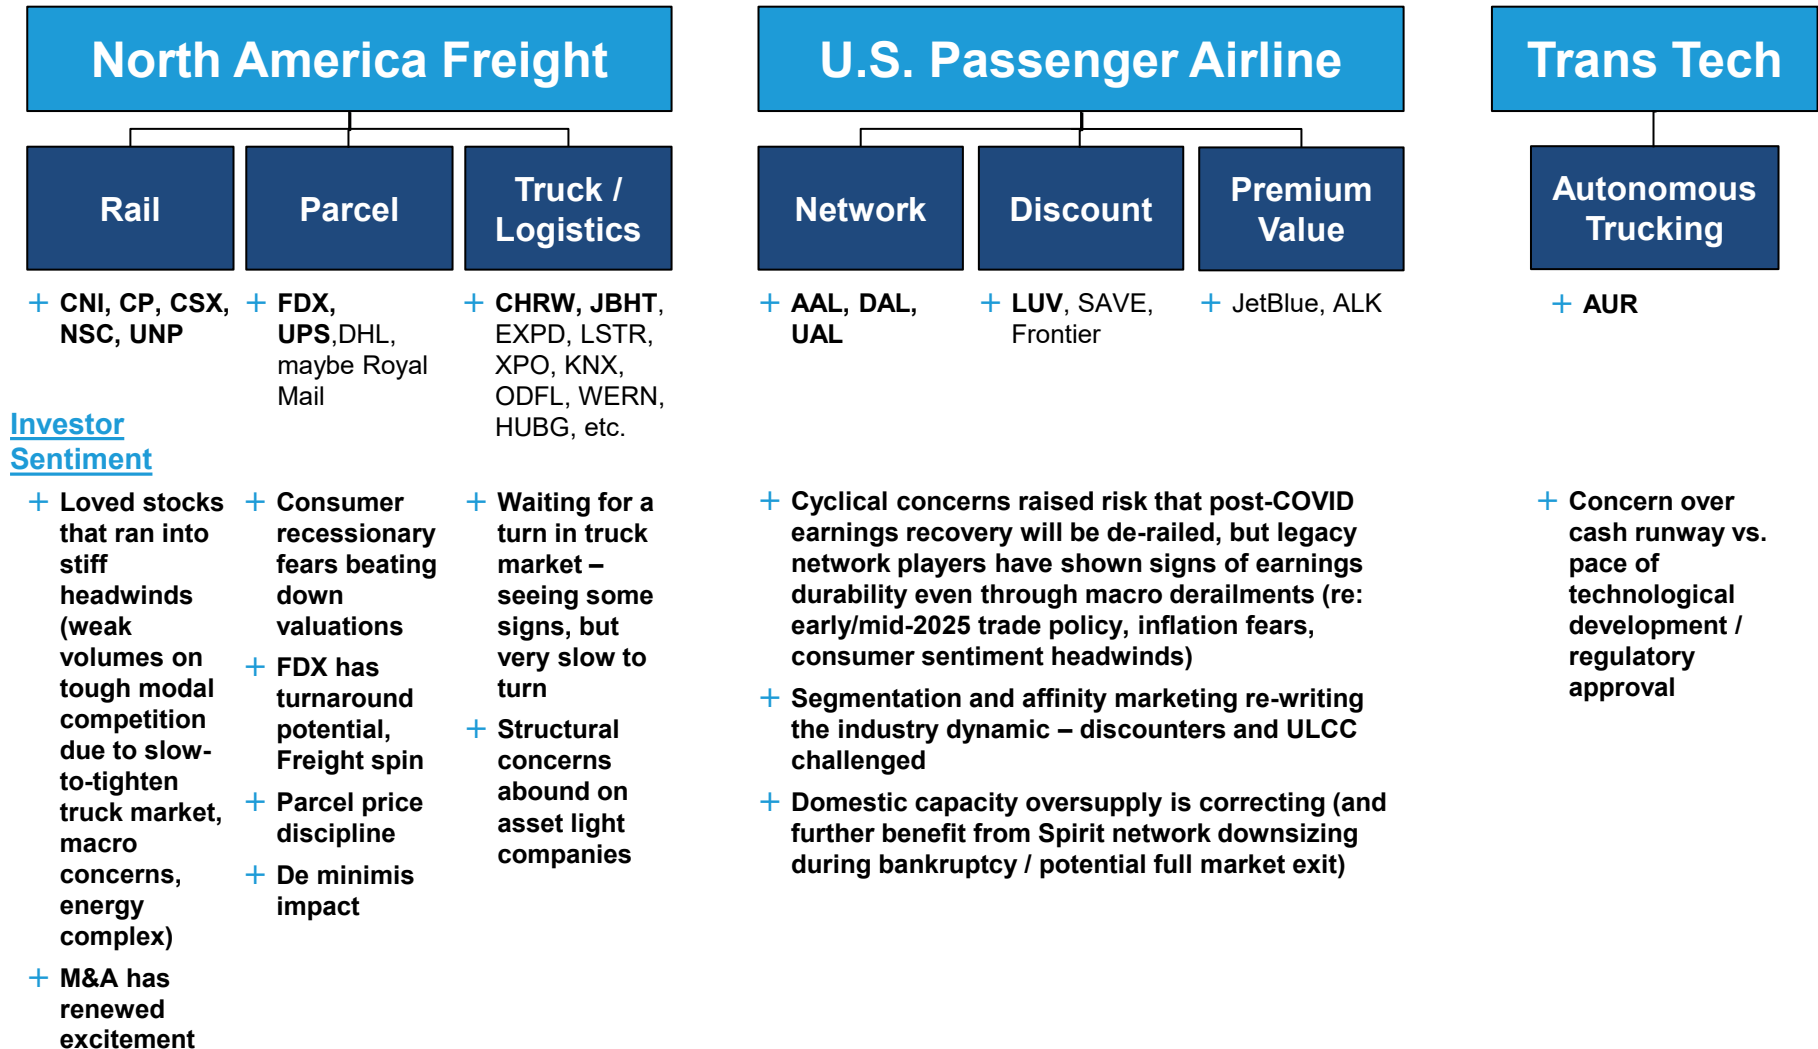 North America Freight
U.S. Passenger Airline
Trans Tech
Rail
Parcel
Truck /
Logistics
Network
Discount
Premium
Value
Autonomous
Trucking
+ CNI, CP, CSX,
NSC, UNP
+ FDX,
UPS,DHL,
maybe Royal
Mail
+ CHRW, JBHT,
EXPD, LSTR,
XPO, KNX,
ODFL, WERN,
HUBG, etc.
+ AAL, DAL,
UAL
+ LUV, SAVE,
Frontier
+ JetBlue, ALK
+ AUR
Investor
Sentiment
+ Loved stocks
that ran into
stiff
headwinds
(weak
volumes on
tough modal
competition
due to slow-
to-tighten
truck market,
macro
concerns,
energy
complex)
+ M&A has
renewed
excitement
+ Consumer
recessionary
fears beating
down
valuations
+ FDX has
turnaround
potential,
Freight spin
+ Parcel price
discipline
+ De minimis
impact
+ Waiting for a
turn in truck
market –
seeing some
signs, but
very slow to
turn
+ Structural
concerns
abound on
asset light
companies
+ Cyclical concerns raised risk that post-COVID
earnings recovery will be de-railed, but legacy
network players have shown signs of earnings
durability even through macro derailments (re:
early/mid-2025 trade policy, inflation fears,
consumer sentiment headwinds)
+ Segmentation and affinity marketing re-writing
the industry dynamic – discounters and ULCC
challenged
+ Domestic capacity oversupply is correcting (and
further benefit from Spirit network downsizing
during bankruptcy / potential full market exit)
+ Concern over
cash runway vs.
pace of
technological
development /
regulatory
approval